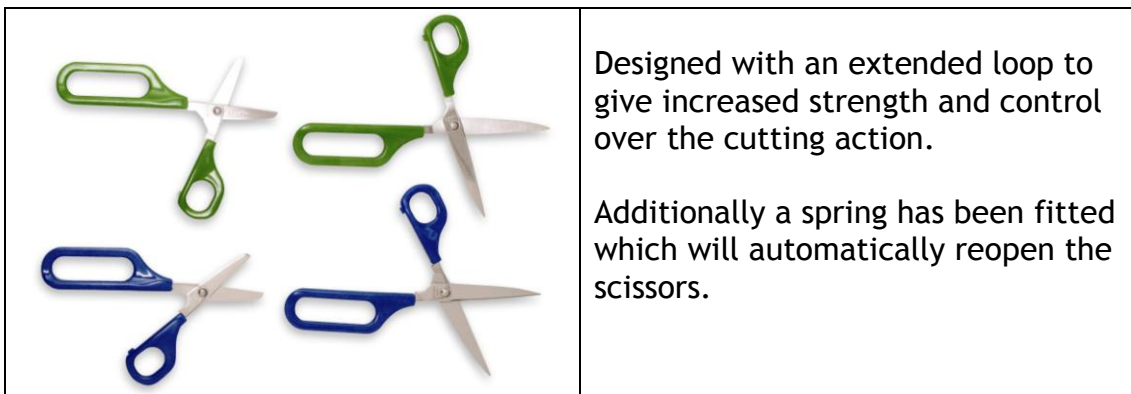 Designed with an extended loop to
give increased strength and control
over the cutting action.
Additionally a spring has been fitted
which will automatically reopen the
scissors.